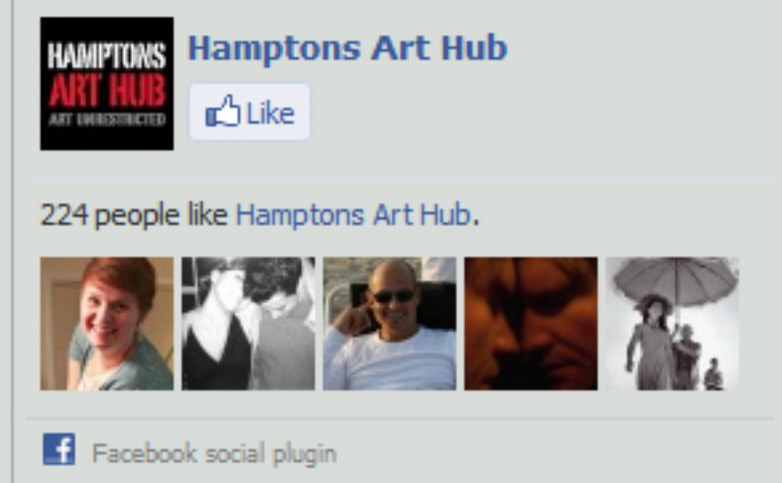 HAMPTONS
ART HUB
ART UNRESTRICTED
Hamptons Art Hub
Like
224 people like Hamptons Art Hub.
f Facebook social plugin